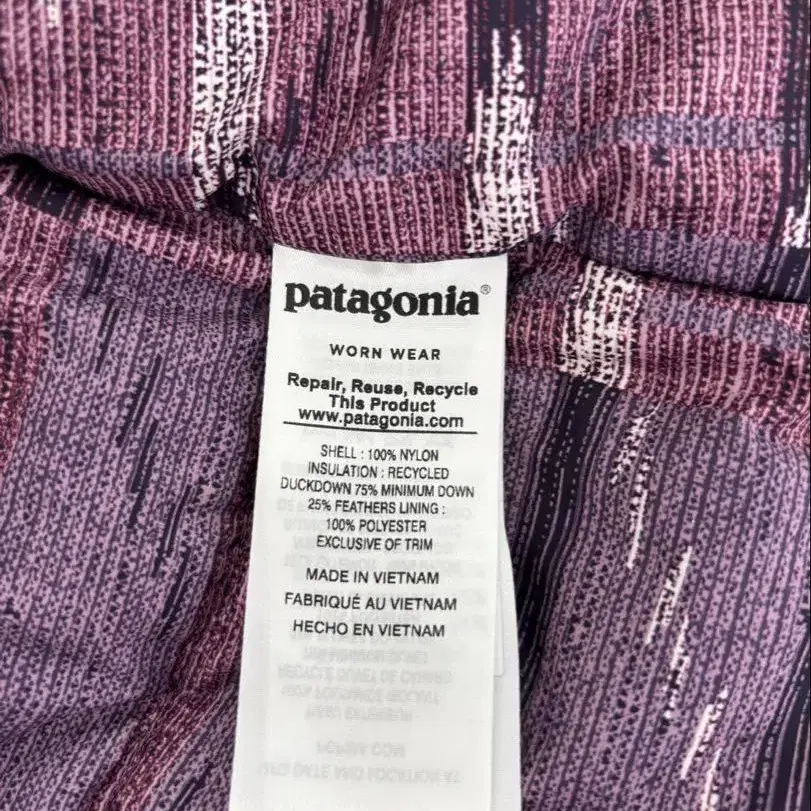 patagonia®
WORN WEAR
Repair, Reuse, Recycle
This Product
www.patagonia.com
SHELL : 100% NYLON
INSULATION : RECYCLED
DUCKDOWN 75% MINIMUM DOWN
25% FEATHERS LINING :
100% POLYESTER
EXCLUSIVE OF TRIM
MADE IN VIETNAM
FABRIQUÉ AU VIETNAM
HECHO EN VIETNAM